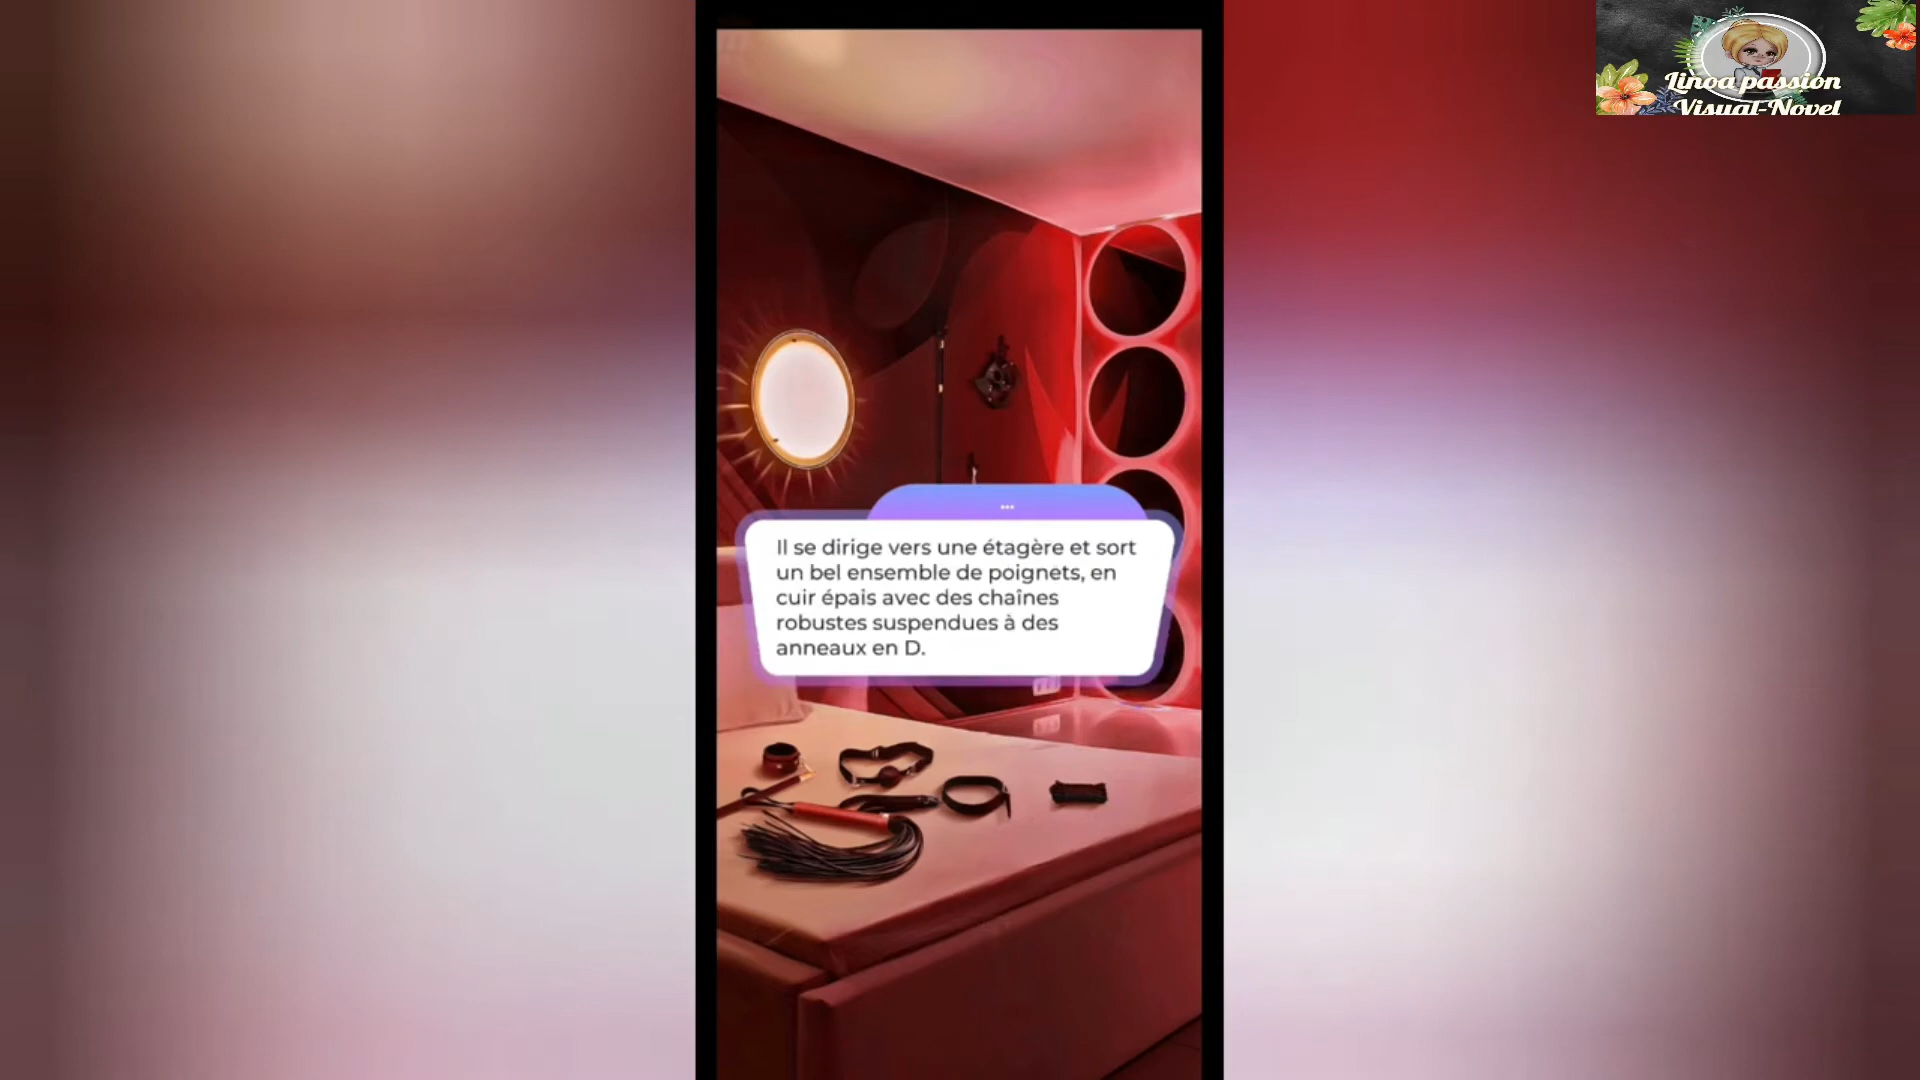 Linoa passion
Visual-Novel
...
Il se dirige vers une étagère et sort
un bel ensemble de poignets, en
cuir épais avec des chaînes
robustes suspendues à des
anneaux en D.